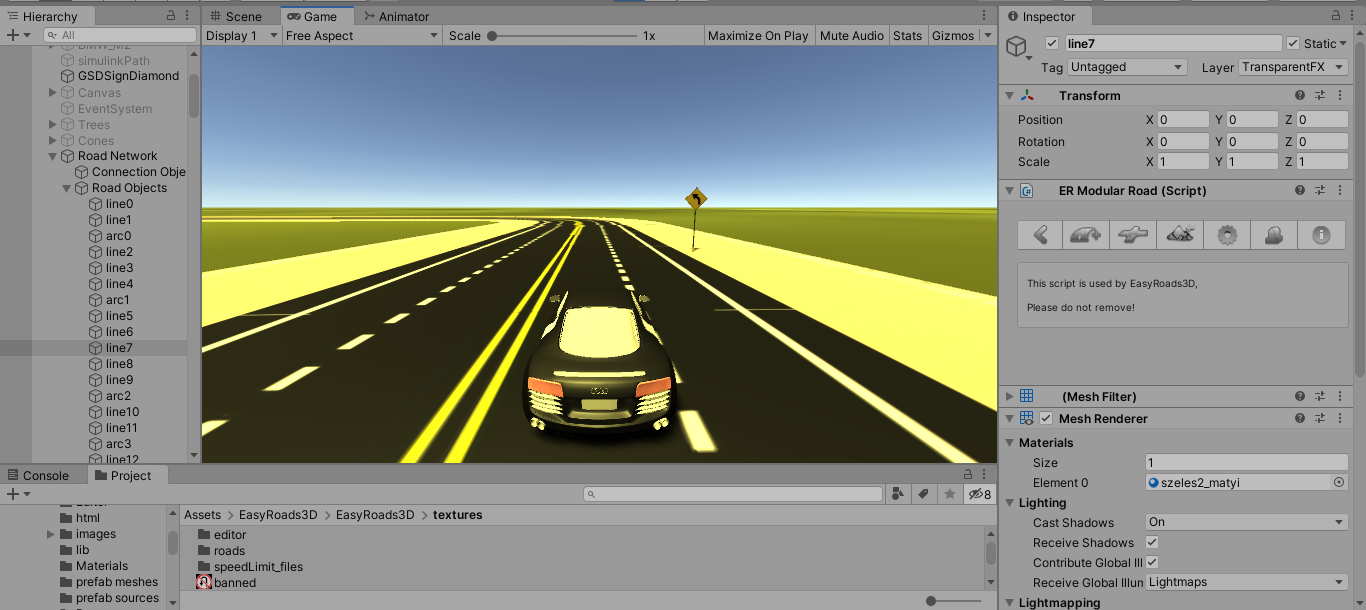 Hierarchy
All
BMW_M2
simulinkPath
GSDSignDiamond
Canvas
EventSystem
Trees
Cones
Road Network
Connection Obje
Road Objects
line0
line1
arc0
line2
line3
line4
arc1
line5
line6
line7
line8
line9
arc2
line10
line11
arc3
line12
Scene
Game
Animator
Display 1
Free Aspect
Scale
1x
Maximize On Play
Mute Audio
Stats
Gizmos
Inspector
line7
Static
Tag
Untagged
Layer
TransparentFX
Transform
Position
X 0 Y 0 Z 0
Rotation
X 0 Y 0 Z 0
Scale
X 1 Y 1 Z 1
ER Modular Road (Script)
This script is used by EasyRoads3D,
Please do not remove!
(Mesh Filter)
Mesh Renderer
Materials
Size
1
Element 0
szeles2_matyi
Lighting
Cast Shadows
On
Receive Shadows
Contribute Global Ill
Receive Global Illun
Lightmaps
Lightmapping
Console
Project
8
html
images
lib
Materials
prefab meshes
prefab sources
Assets > EasyRoads3D > EasyRoads3D > textures
editor
roads
speedLimit_files
banned